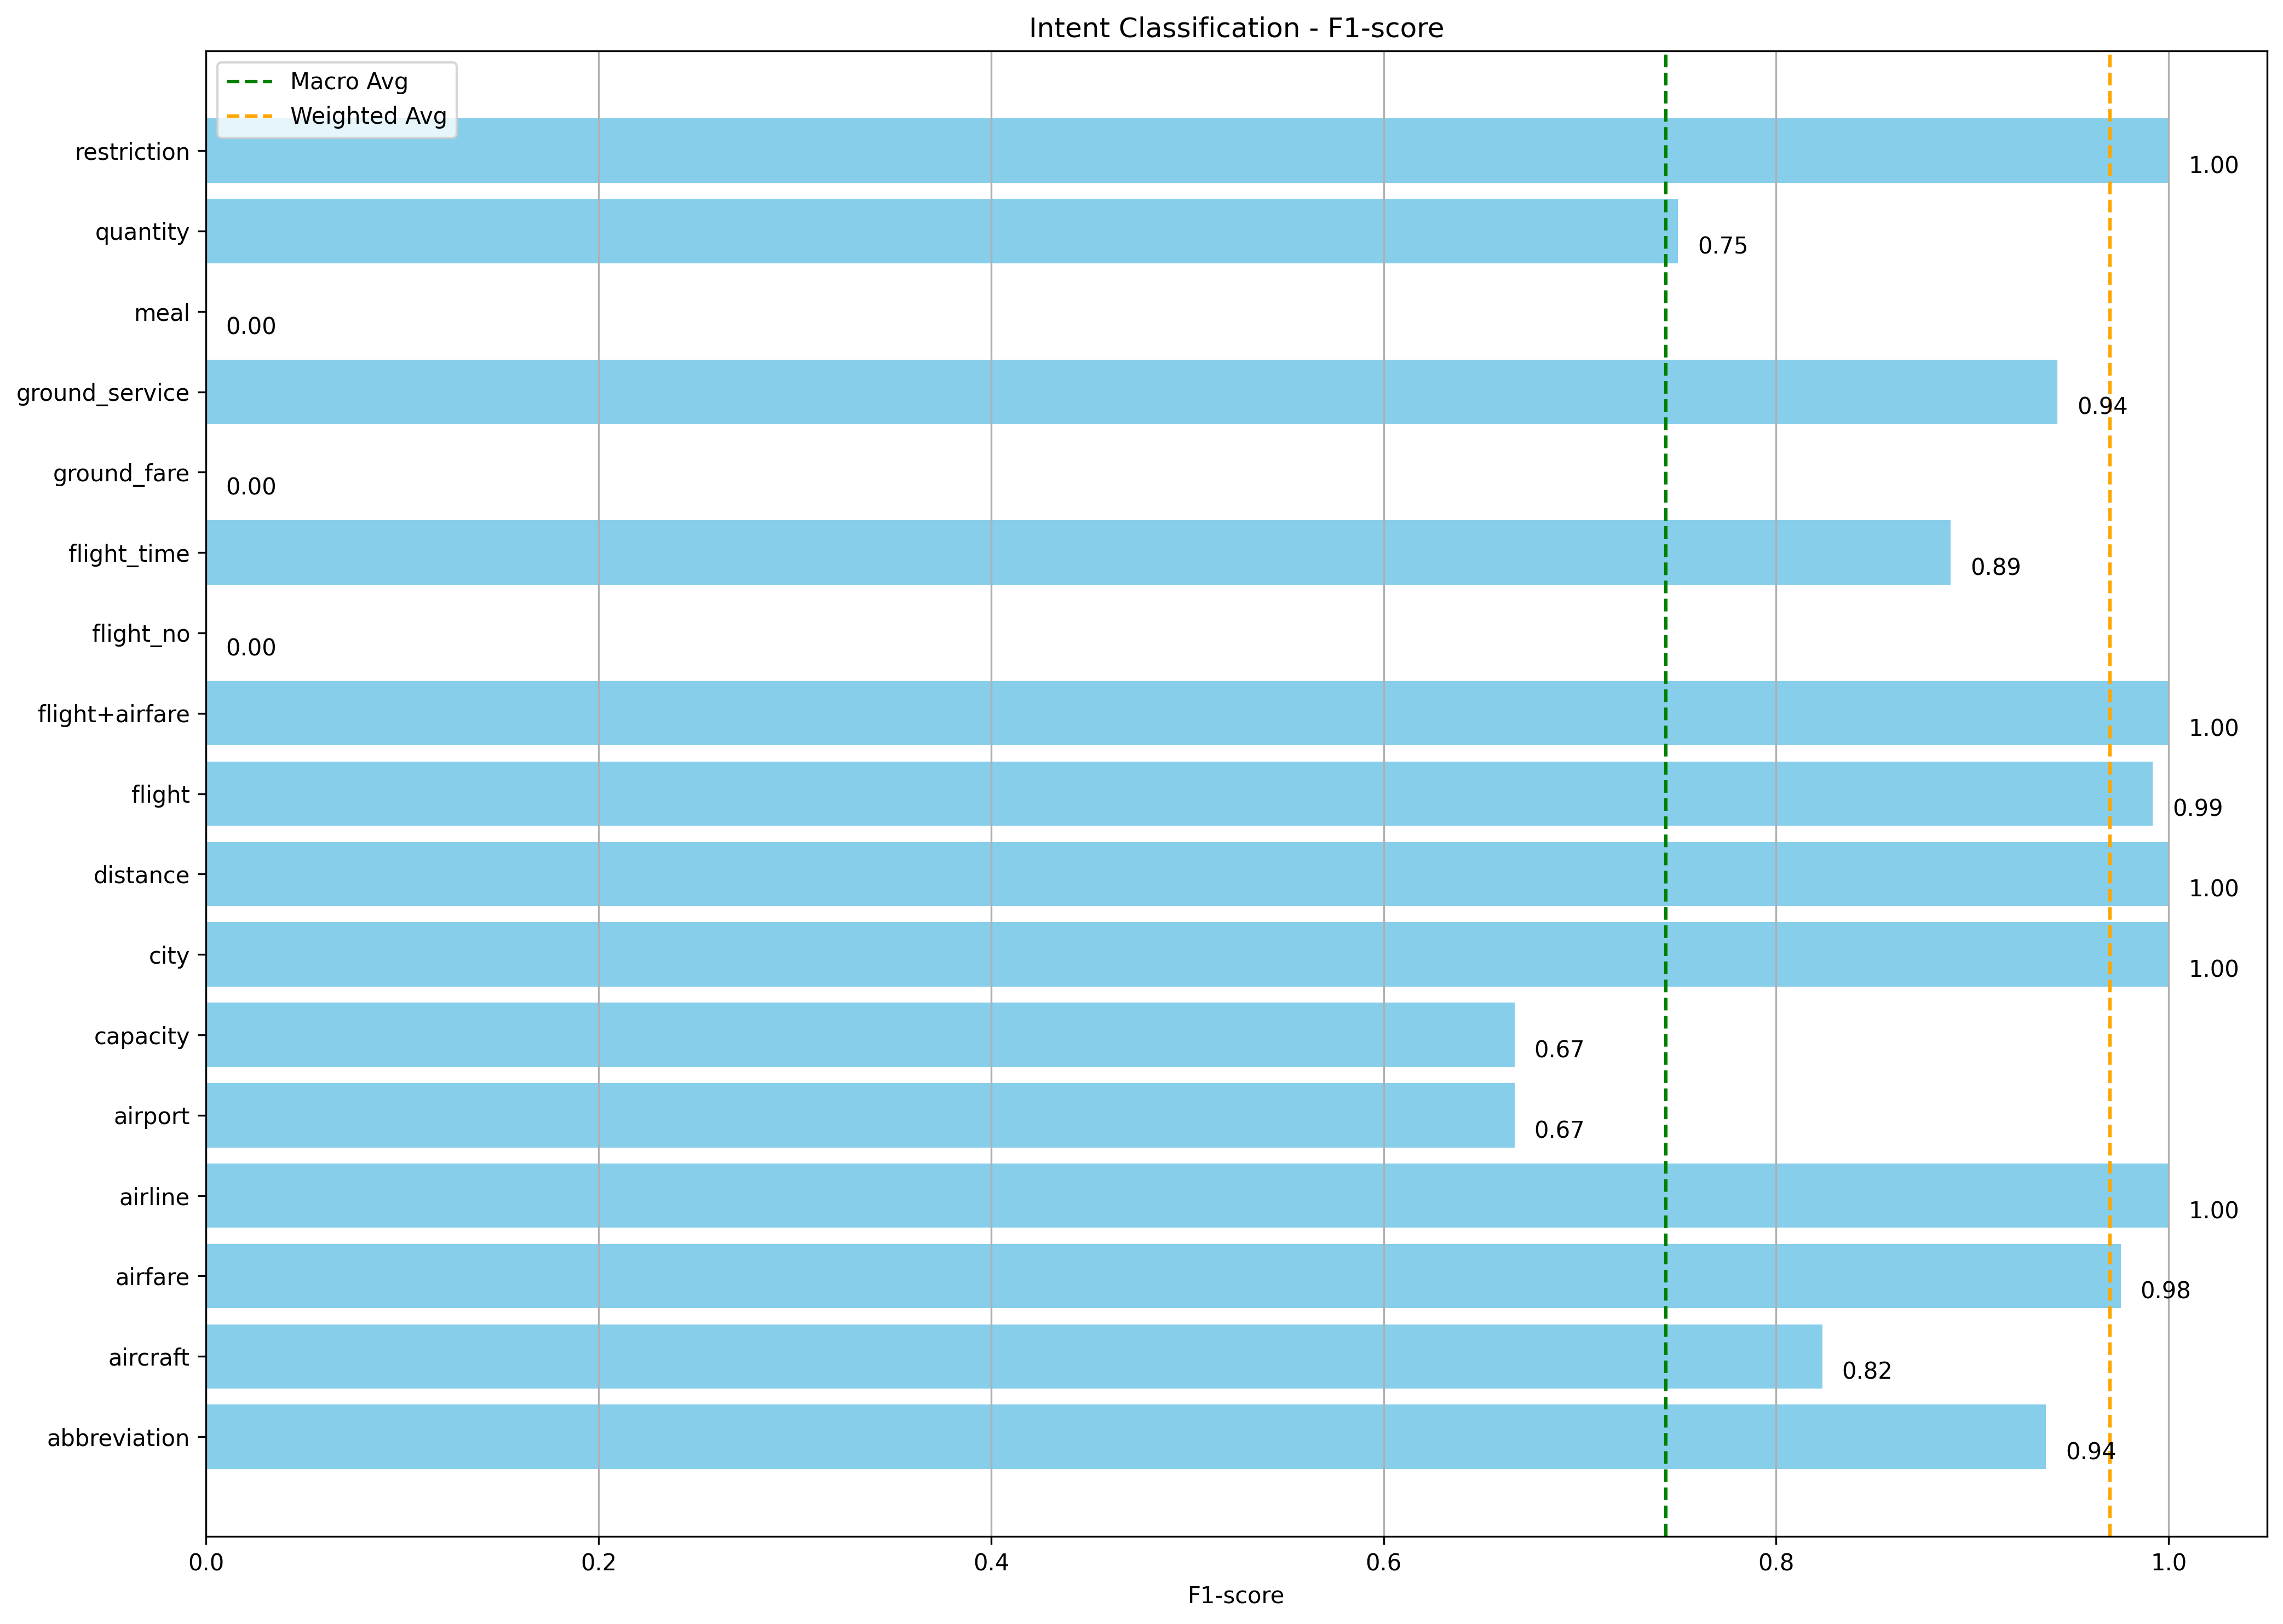 Intent Classification - F1-score
Macro Avg
Weighted Avg
restriction
1.00
quantity
0.75
meal
0.00
ground_service
0.94
ground_fare
0.00
flight_time
0.89
flight_no
0.00
flight+airfare
1.00
flight
0.99
distance
1.00
city
1.00
capacity
0.67
airport
0.67
airline
1.00
airfare
0.98
aircraft
0.82
abbreviation
0.94
0.0 0.2 0.4 0.6 0.8 1.0
F1-score